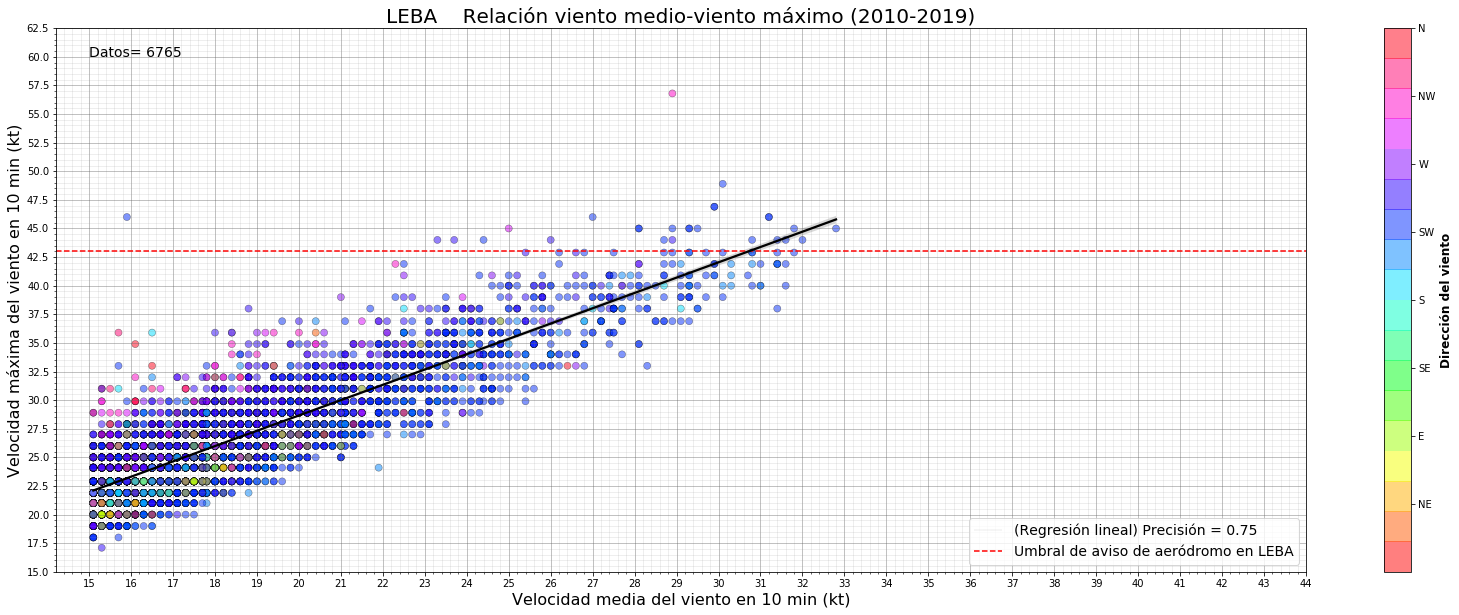 LEBA    Relación viento medio-viento máximo (2010-2019)
Velocidad máxima del viento en 10 min (kt)
62.5
60.0
57.5
55.0
52.5
50.0
47.5
45.0
42.5
40.0
37.5
35.0
32.5
30.0
27.5
25.0
22.5
20.0
17.5
15.0
Datos= 6765
(Regresión lineal) Precisión = 0.75
Umbral de aviso de aeródromo en LEBA
15 16 17 18 19 20 21 22 23 24 25 26 27 28 29 30 31 32 33 34 35 36 37 38 39 40 41 42 43 44
Velocidad media del viento en 10 min (kt)
N
NW
W
SW
S
SE
E
NE
Dirección del viento